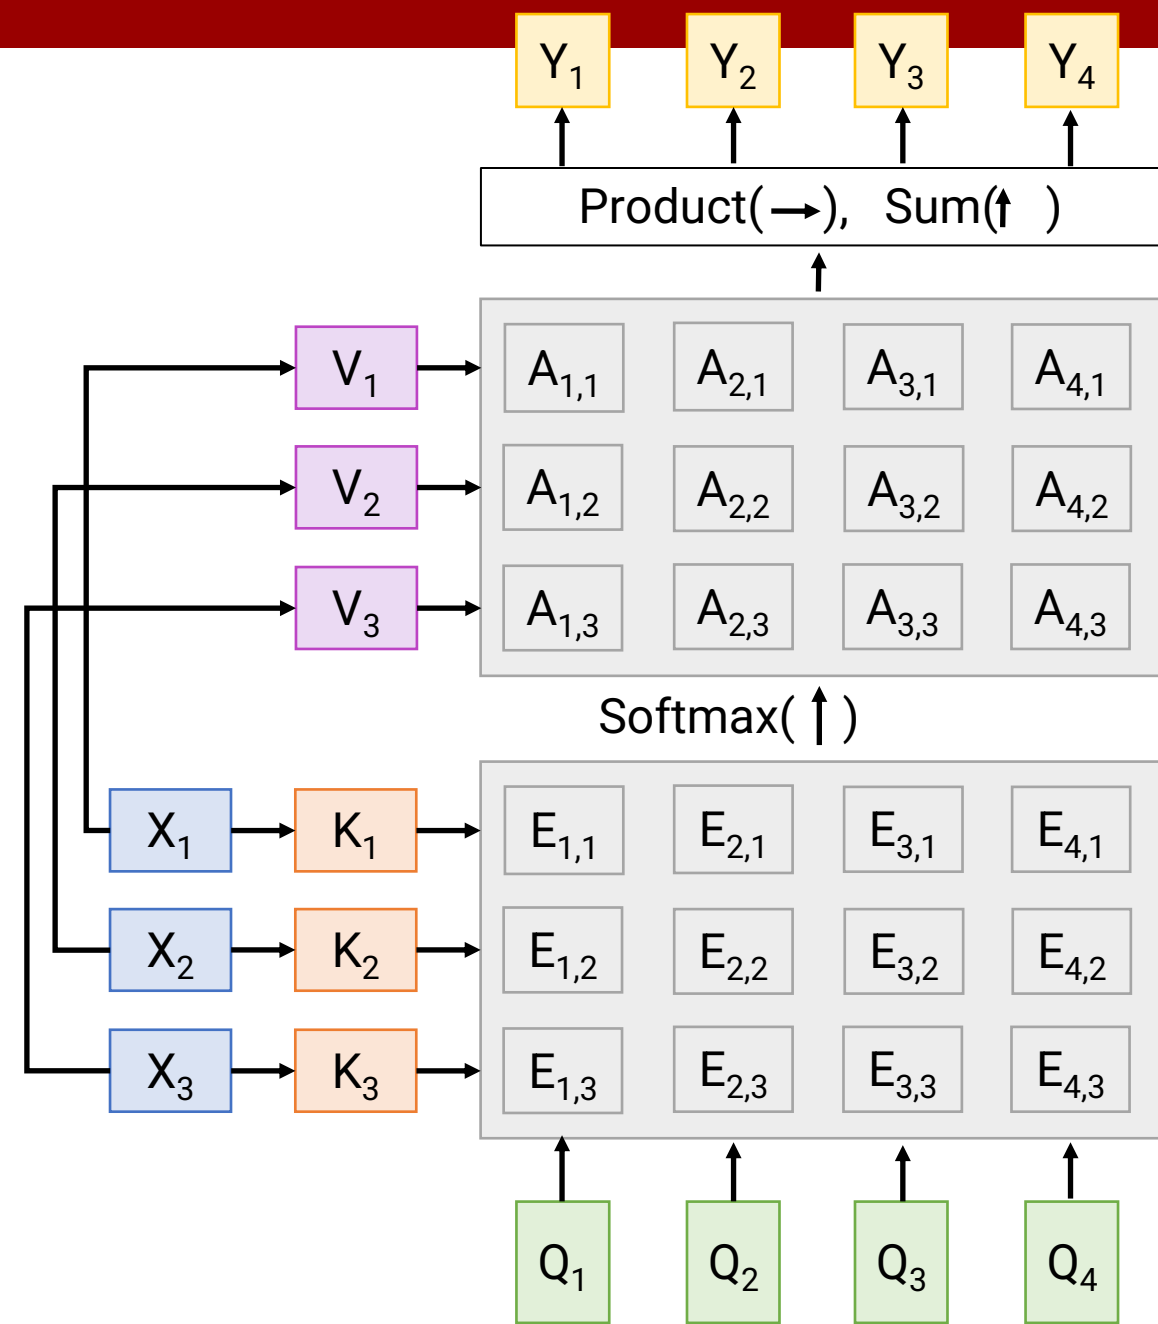 Y1 Y2 Y3 Y4
Product(→), Sum(↑ )
V1 A1,1 A2,1 A3,1 A4,1
V2 A1,2 A2,2 A3,2 A4,2
V3 A1,3 A2,3 A3,3 A4,3
Softmax(↑)
X1 K1 E1,1 E2,1 E3,1 E4,1
X2 K2 E1,2 E2,2 E3,2 E4,2
X3 K3 E1,3 E2,3 E3,3 E4,3
Q1 Q2 Q3 Q4